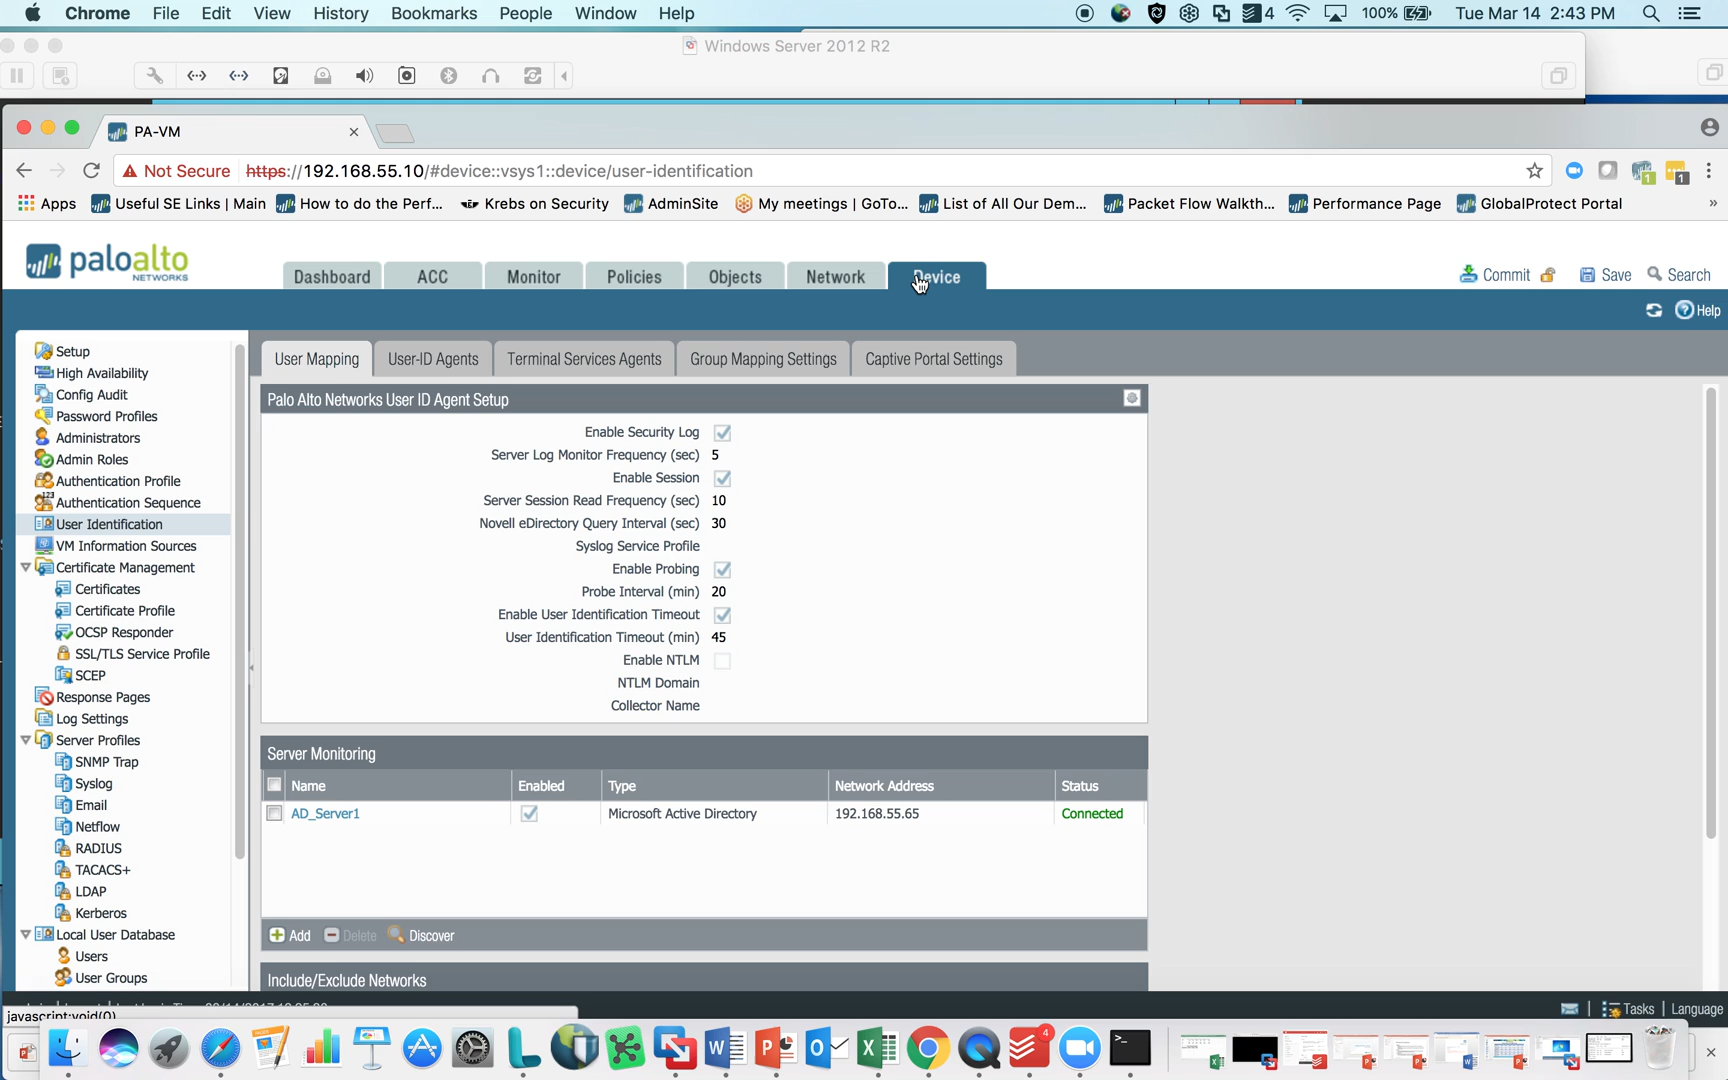 Chrome File Edit View History Bookmarks People Window Help 4 100% Tue Mar 14 2:43 PM
Windows Server 2012 R2
PA-VM
Not Secure https://192.168.55.10/#device::vsys1::device/user-identification
Apps Useful SE Links | Main How to do the Perf... Krebs on Security AdminSite My meetings | GoTo... List of All Our Dem... Packet Flow Walkth... Performance Page GlobalProtect Portal »
paloalto
NETWORKS
Dashboard ACC Monitor Policies Objects Network Device
Commit Save Search
Help
Setup
High Availability
Config Audit
Password Profiles
Administrators
Admin Roles
Authentication Profile
Authentication Sequence
User Identification
VM Information Sources
Certificate Management
Certificates
Certificate Profile
OCSP Responder
SSL/TLS Service Profile
SCEP
Response Pages
Log Settings
Server Profiles
SNMP Trap
Syslog
Email
Netflow
RADIUS
TACACS+
LDAP
Kerberos
Local User Database
Users
User Groups
User Mapping User-ID Agents Terminal Services Agents Group Mapping Settings Captive Portal Settings
Palo Alto Networks User ID Agent Setup
Enable Security Log
Server Log Monitor Frequency (sec) 5
Enable Session
Server Session Read Frequency (sec) 10
Novell eDirectory Query Interval (sec) 30
Syslog Service Profile
Enable Probing
Probe Interval (min) 20
Enable User Identification Timeout
User Identification Timeout (min) 45
Enable NTLM
NTLM Domain
Collector Name
Server Monitoring
Name Enabled Type Network Address Status
AD_Server1 Microsoft Active Directory 192.168.55.65 Connected
Add Delete Discover
Include/Exclude Networks
Tasks | Language
javascript:void(0)